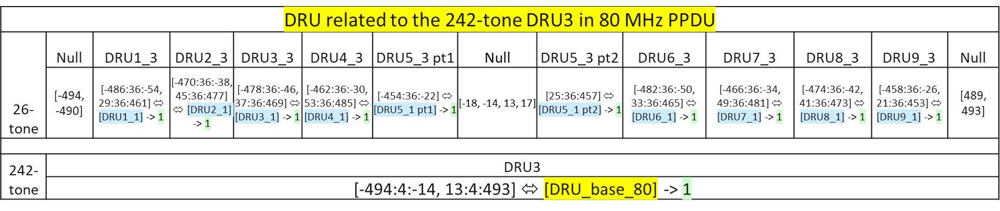 DRU related to the 242-tone DRU3 in 80 MHz PPDU
26-
tone
Null
DRU1_3
DRU2_3
DRU3_3
DRU4_3
DRU5_3 pt1
Null
DRU5_3 pt2
DRU6_3
DRU7_3
DRU8_3
DRU9_3
Null
[-494,
-490]
[-486:36:-54,
29:36:461] ⬄
[DRU1_1] -> 1
[-470:36:-38,
45:36:477]
⬄ [DRU2_1]
-> 1
[-478:36:-46,
37:36:469] ⬄
[DRU3_1] -> 1
[-462:36:-30,
53:36:485] ⬄
[DRU4_1] -> 1
[-454:36:-22] ⬄
[DRU5_1 pt1] -> 1
[-18, -14, 13, 17]
[25:36:457] ⬄
[DRU5_1 pt2] -> 1
[-482:36:-50,
33:36:465] ⬄
[DRU6_1] -> 1
[-466:36:-34,
49:36:481] ⬄
[DRU7_1] -> 1
[-474:36:-42,
41:36:473] ⬄
[DRU8_1] -> 1
[-458:36:-26,
21:36:453] ⬄
[DRU9_1] -> 1
[489,
493]
242-
tone
DRU3
[-494:4:-14, 13:4:493] ⬄ [DRU_base_80] -> 1